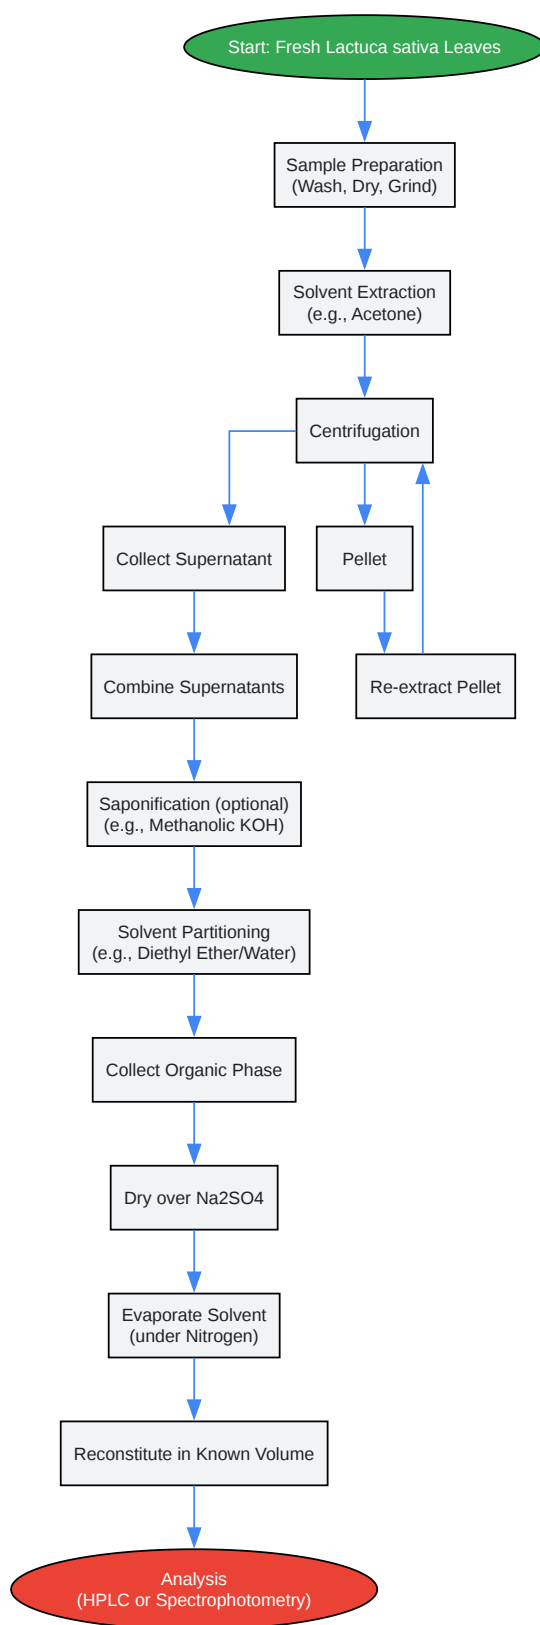 Start: Fresh Lactuca sativa Leaves
Sample Preparation
(Wash, Dry, Grind)
Solvent Extraction
(e.g., Acetone)
Centrifugation
Collect Supernatant
Pellet
Combine Supernatants
Re-extract Pellet
Saponification (optional)
(e.g., Methanolic KOH)
Solvent Partitioning
(e.g., Diethyl Ether/Water)
Collect Organic Phase
Dry over Na2SO4
Evaporate Solvent
(under Nitrogen)
Reconstitute in Known Volume
Analysis
(HPLC or Spectrophotometry)